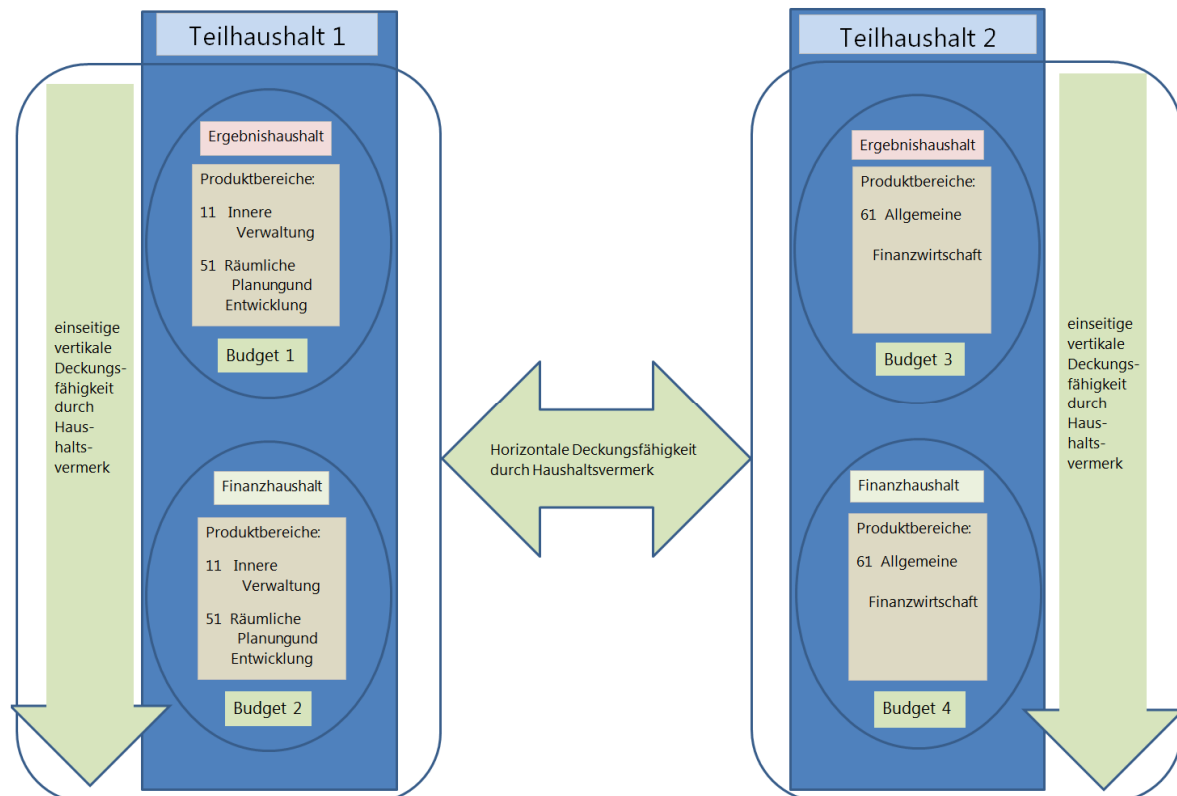 Teilhaushalt 1
einseitige
vertikale
Deckungs-
fähigkeit
durch
Haus-
halts-
vermerk
Ergebnishaushalt
Produktbereiche:
11 Innere
Verwaltung
51 Räumliche
Planungund
Entwicklung
Budget 1
Finanzhaushalt
Produktbereiche:
11 Innere
Verwaltung
51 Räumliche
Planungund
Entwicklung
Budget 2
Horizontale Deckungsfähigkeit
durch Haushaltsvermerk
Teilhaushalt 2
Ergebnishaushalt
Produktbereiche:
61 Allgemeine
Finanzwirtschaft
Budget 3
Finanzhaushalt
Produktbereiche:
61 Allgemeine
Finanzwirtschaft
Budget 4
einseitige
vertikale
Deckungs-
fähigkeit
durch
Haus-
halts-
vermerk